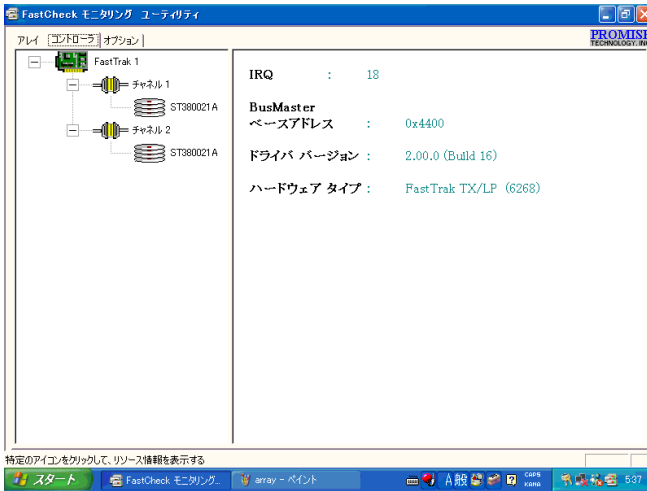 FastCheck モニタリング ユーティリティ
アレイ コントローラ オプション
PROMISE
TECHNOLOGY, IN
FastTrak 1
チャネル 1
ST380021A
チャネル 2
ST380021A
IRQ : 18
BusMaster
ベースアドレス : 0x4400
ドライバ バージョン : 2.00.0 (Build 16)
ハードウェア タイプ : FastTrak TX/LP (6268)
特定のアイコンをクリックして、リソース情報を表示する
スタート FastCheck モニタリング... array - ペイント A 般 CAPS KANA 5:37